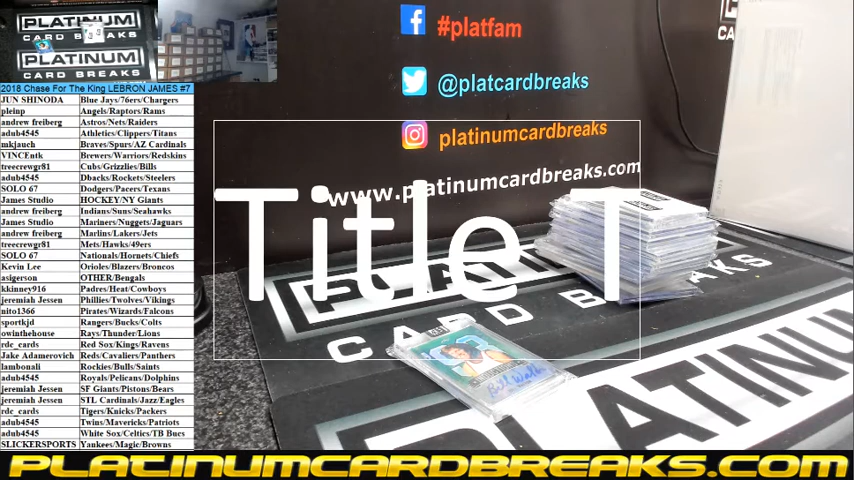 PLATINUM
CARD BREAKS
PLATINUM
CARD BREAKS
2018 Chase For The King LEBRON JAMES #7
JUN SHINODA Blue Jays/76ers/Chargers
pleinp Angels/Raptors/Rams
andrew freiberg Astros/Nets/Raiders
adub4545 Athletics/Clippers/Titans
mkjauch Braves/Spurs/AZ Cardinals
VINCEntk Brewers/Warriors/Redskins
treecrewgr81 Cubs/Grizzlies/Bills
adub4545 Dbacks/Rockets/Steelers
SOLO 67 Dodgers/Pacers/Texans
James Studio HOCKEY/NY Giants
andrew freiberg Indians/Suns/Seahawks
James Studio Mariners/Nuggets/Jaguars
andrew freiberg Marlins/Lakers/Jets
treecrewgr81 Mets/Hawks/49ers
SOLO 67 Nationals/Hornets/Chiefs
Kevin Lee Orioles/Blazers/Broncos
asigerson OTHER/Bengals
kkinney916 Padres/Heat/Cowboys
jeremiah Jessen Phillies/Twolves/Vikings
nito1366 Pirates/Wizards/Falcons
sportkjd Rangers/Bucks/Colts
owinthehouse Rays/Thunder/Lions
rdc_cards Red Sox/Kings/Ravens
Jake Adamerovich Reds/Cavaliers/Panthers
lambonali Rockies/Bulls/Saints
adub4545 Royals/Pelicans/Dolphins
jeremiah Jessen SF Giants/Pistons/Bears
jeremiah Jessen STL Cardinals/Jazz/Eagles
rdc_cards Tigers/Knicks/Packers
adub4545 Twins/Mavericks/Patriots
adub4545 White Sox/Celtics/TB Bucs
SLICKERSPORTS Yankees/Magic/Browns
#platfam
@platcardbreaks
platinumcardbreaks
www.platinumcardbreaks.com
Title T
CARD BREAKS
PLATINU
PLATINUMCARDBREAKS.COM